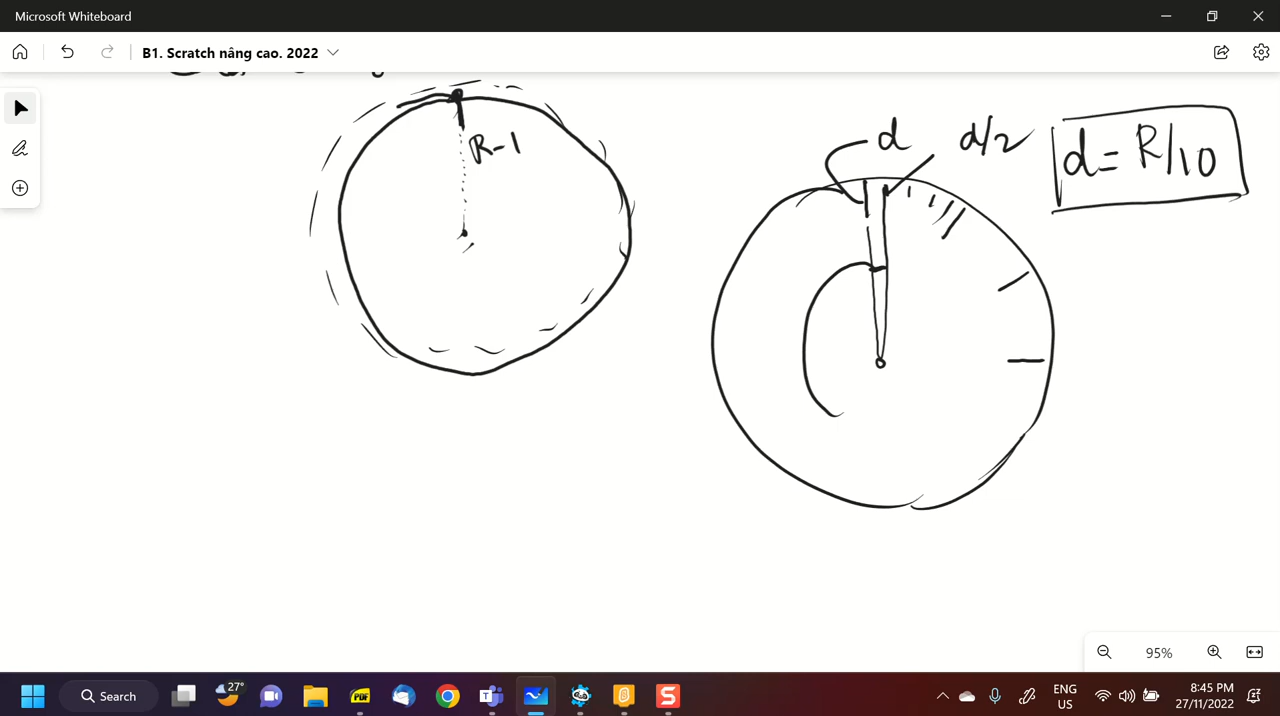 Microsoft Whiteboard
B1. Scratch nâng cao. 2022
R-1
d
d/2
d = R/10
95%
27°
Search
PDF
ENG
US
8:45 PM
27/11/2022